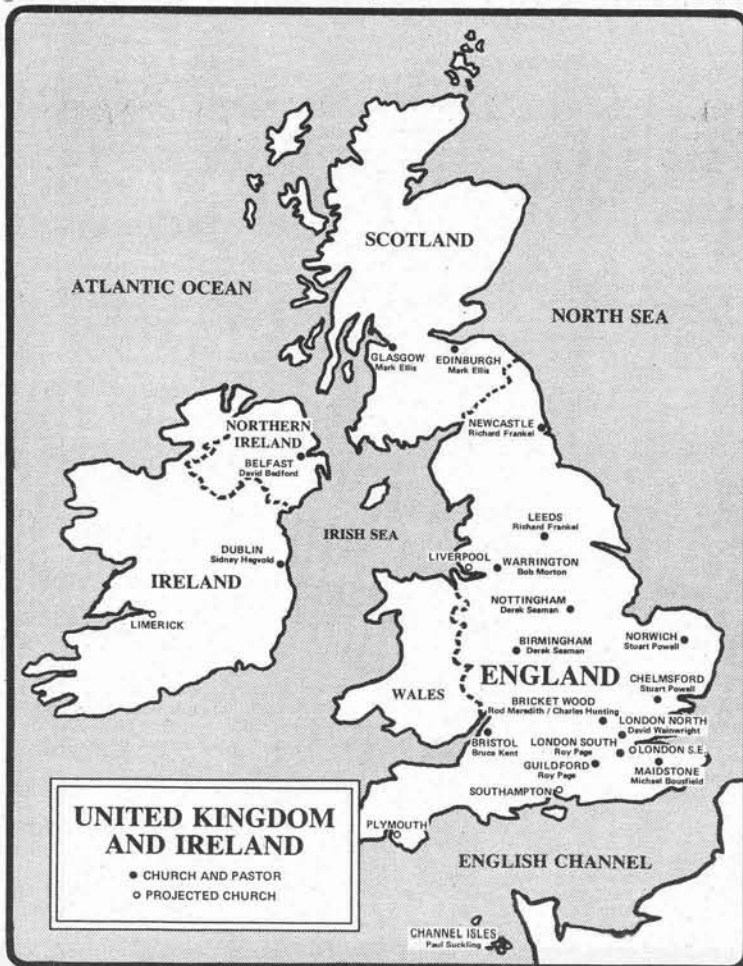 SCOTLAND
ATLANTIC OCEAN
NORTH SEA
GLASGOW
Mark Ellis
EDINBURGH
Mark Ellis
NEWCASTLE
Richard Frankel
NORTHERN
IRELAND
BELFAST
David Bedford
LEEDS
Richard Frankel
IRISH SEA
DUBLIN
Sidney Hegvold
LIVERPOOL
WARRINGTON
Bob Morton
IRELAND
NOTTINGHAM
Derek Seaman
LIMERICK
BIRMINGHAM
Derek Seaman
NORWICH
Stuart Powell
ENGLAND
WALES
CHELMSFORD
Stuart Powell
BRICKET WOOD
Rod Meredith / Charles Hunting
LONDON NORTH
David Wainwright
BRISTOL
Bruce Kent
LONDON SOUTH
Roy Page
LONDON S.E.
GUILDFORD
Roy Page
MAIDSTONE
Michael Bousfield
SOUTHAMPTON
PLYMOUTH
UNITED KINGDOM
AND IRELAND
● CHURCH AND PASTOR
○ PROJECTED CHURCH
ENGLISH CHANNEL
CHANNEL ISLES
Paul Suckling